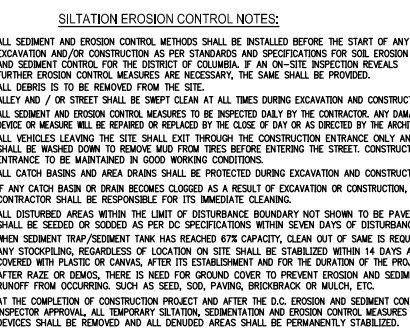 SILTATION EROSION CONTROL NOTES:
ALL SEDIMENT AND EROSION CONTROL METHODS SHALL BE INSTALLED BEFORE THE START OF ANY
EXCAVATION AND/OR CONSTRUCTION AS PER STANDARDS AND SPECIFICATIONS FOR SOIL EROSION
AND SEDIMENT CONTROL FOR THE DISTRICT OF COLUMBIA. IF AN ON-SITE INSPECTION REVEALS
FURTHER EROSION CONTROL MEASURES ARE NECESSARY, THE SAME SHALL BE PROVIDED.
ALL DEBRIS IS TO BE REMOVED FROM THE SITE.
ALLEY AND / OR STREET SHALL BE SWEPT CLEAN AT ALL TIMES DURING EXCAVATION AND CONSTRUCT
ALL SEDIMENT AND EROSION CONTROL MEASURES TO BE INSPECTED DAILY BY THE CONTRACTOR. ANY DAMA
DEVICE OR MEASURE WILL BE REPAIRED OR REPLACED BY THE CLOSE OF DAY OR AS DIRECTED BY THE ARCHI
ALL VEHICLES LEAVING THE SITE SHALL EXIT THROUGH THE CONSTRUCTION ENTRANCE ONLY AN
SHALL BE WASHED DOWN TO REMOVE MUD FROM TIRES BEFORE ENTERING THE STREET. CONSTRUCT
ENTRANCE TO BE MAINTAINED IN GOOD WORKING CONDITIONS.
ALL CATCH BASINS AND AREA DRAINS SHALL BE PROTECTED DURING EXCAVATION AND CONSTRUCT
IF ANY CATCH BASIN OR DRAIN BECOMES CLOGGED AS A RESULT OF EXCAVATION OR CONSTRUCTION,
CONTRACTOR SHALL BE RESPONSIBLE FOR ITS IMMEDIATE CLEANING.
ALL DISTURBED AREAS WITHIN THE LIMIT OF DISTURBANCE BOUNDARY NOT SHOWN TO BE PAVE
SHALL BE SEEDED OR SODDED AS PER DC SPECIFICATIONS WITHIN SEVEN DAYS OF DISTURBANC
WHEN SEDIMENT TRAP/SEDIMENT TANK HAS REACHED 67% CAPACITY, CLEAN OUT OF SAME IS REQU
ANY STOCKPILING, REGARDLESS OF LOCATION ON SITE SHALL BE STABILIZED WITHIN 14 DAYS A
COVERED WITH PLASTIC OR CANVAS, AFTER ITS ESTABLISHMENT AND FOR THE DURATION OF THE PRO
AFTER RAZE OR DEMOS, THERE IS NEED FOR GROUND COVER TO PREVENT EROSION AND SEDIM
RUNOFF FROM OCCURRING. SUCH AS SEED, SOD, PAVING, BRICKBRACK OR MULCH, ETC.
AT THE COMPLETION OF CONSTRUCTION PROJECT AND AFTER THE D.C. EROSION AND SEDIMENT CON
INSPECTOR APPROVAL, ALL TEMPORARY SILTATION, SEDIMENTATION AND EROSION CONTROL MEASURES
DEVICES SHALL BE REMOVED AND ALL DENUDED AREAS SHALL BE PERMANENTLY STABILIZED.